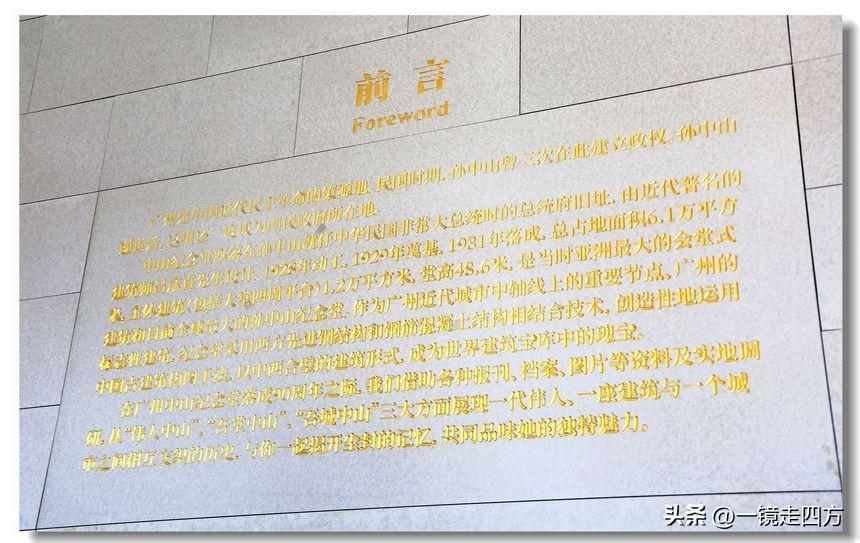 前言
Foreword
广州是中国近代民主革命的策源地,民国时期,孙中山曾三次在此建立政权。孙中山
逝世后,这里还一度成为国民政府所在地。
中山纪念堂坐落在孙中山就任中华民国非常大总统时的总统府旧址,由近代著名的
建筑师吕彦直先生设计,1928年动工,1929年奠基,1931年落成,总占地面积6.1万平方
米,主体建筑(包括大堂四周平台)1.2万平方米,堂高48.6米,是当时亚洲最大的会堂式
建筑和目前全球最大的孙中山纪念堂。作为广州近代城市中轴线上的重要节点、广州的
标志性建筑,纪念堂采用西方先进钢结构和钢筋混凝土结构相结合技术,创造性地运用
中国古建筑构图手法,以中西合璧的建筑形式,成为世界建筑宝库中的瑰宝。
在广州中山纪念堂落成90周年之际,我们借助各种报刊、档案、图片等资料及实地调
研,从“伟人中山”、“吾堂中山”、“吾城中山”三大方面展现一代伟人、一座建筑与一个城
市之间相互交织的历史,与你一起揭开尘封的记忆,共同品味她的独特魅力。
头条 @一镜走四方